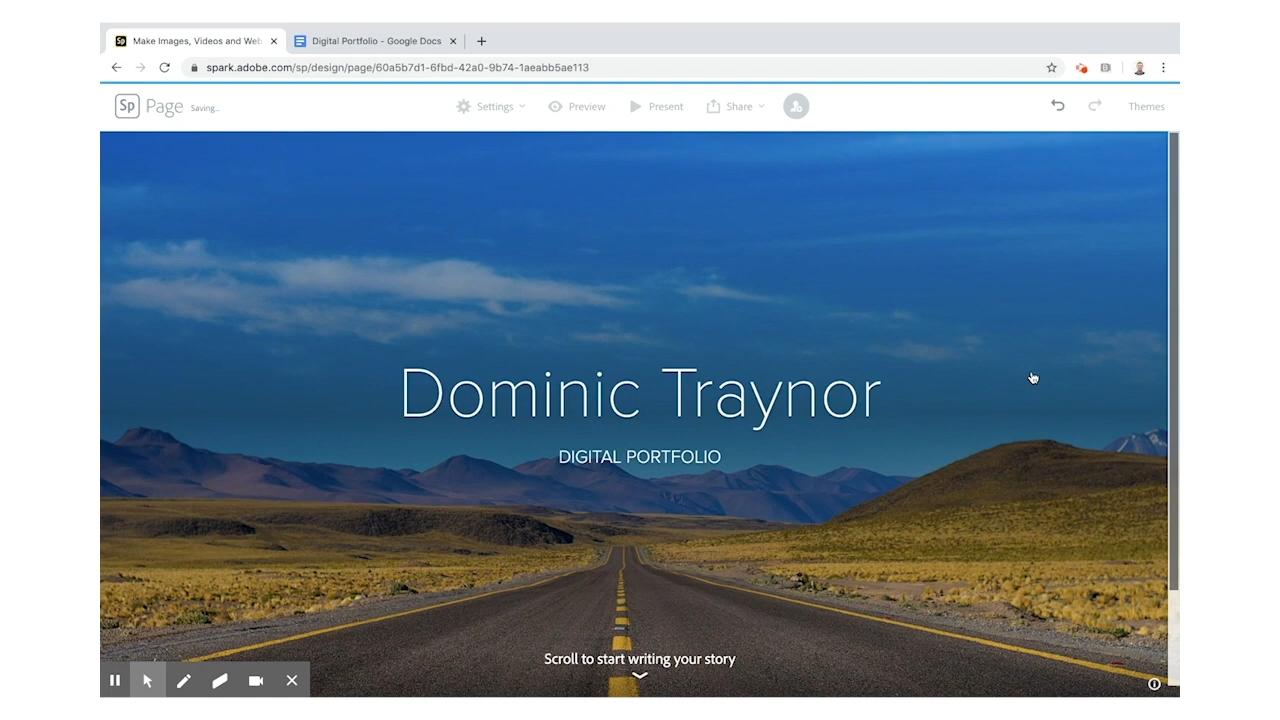 Sp Make Images, Videos and Web
Digital Portfolio - Google Docs
spark.adobe.com/sp/design/page/60a5b7d1-6fbd-42a0-9b74-1aeabb5ae113
Sp Page Saving... Settings Preview Present Share Themes
Dominic Traynor
DIGITAL PORTFOLIO
Scroll to start writing your story